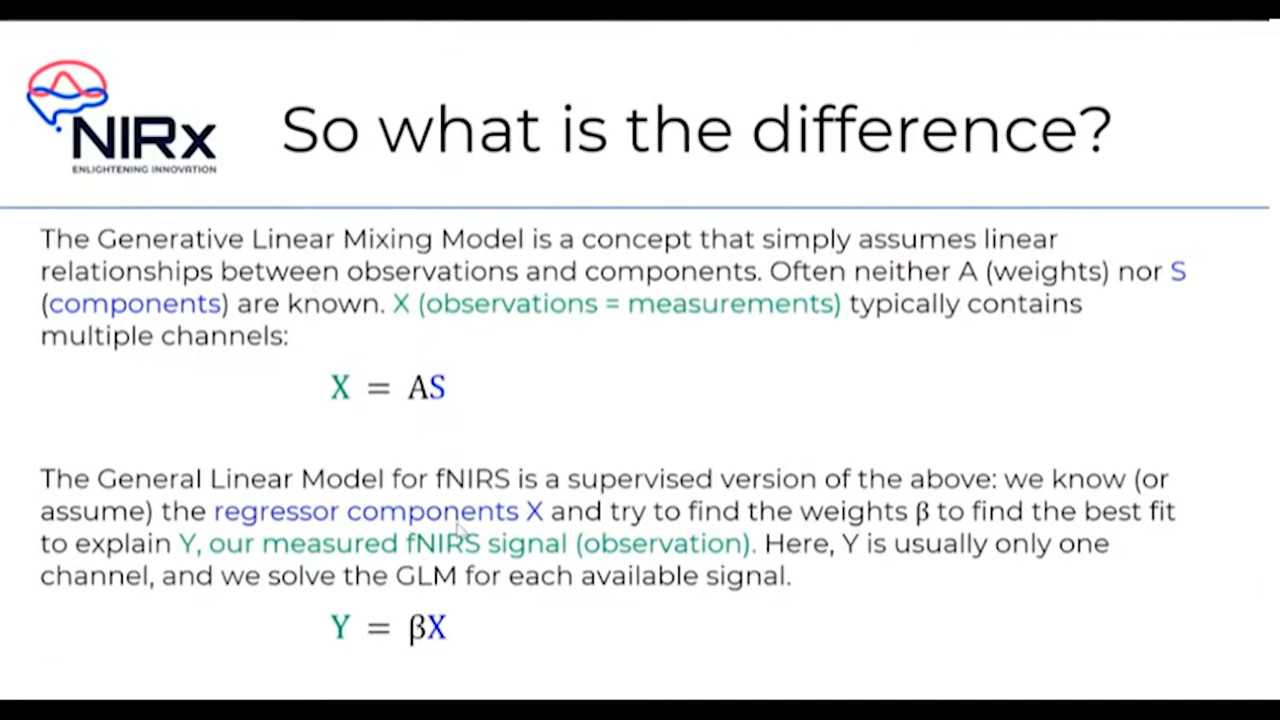 NIRx
ENLIGHTENING INNOVATION
So what is the difference?
The Generative Linear Mixing Model is a concept that simply assumes linear
relationships between observations and components. Often neither A (weights) nor S
(components) are known. X (observations = measurements) typically contains
multiple channels:
X = AS
The General Linear Model for fNIRS is a supervised version of the above: we know (or
assume) the regressor components X and try to find the weights β to find the best fit
to explain Y, our measured fNIRS signal (observation). Here, Y is usually only one
channel, and we solve the GLM for each available signal.
Y = βX